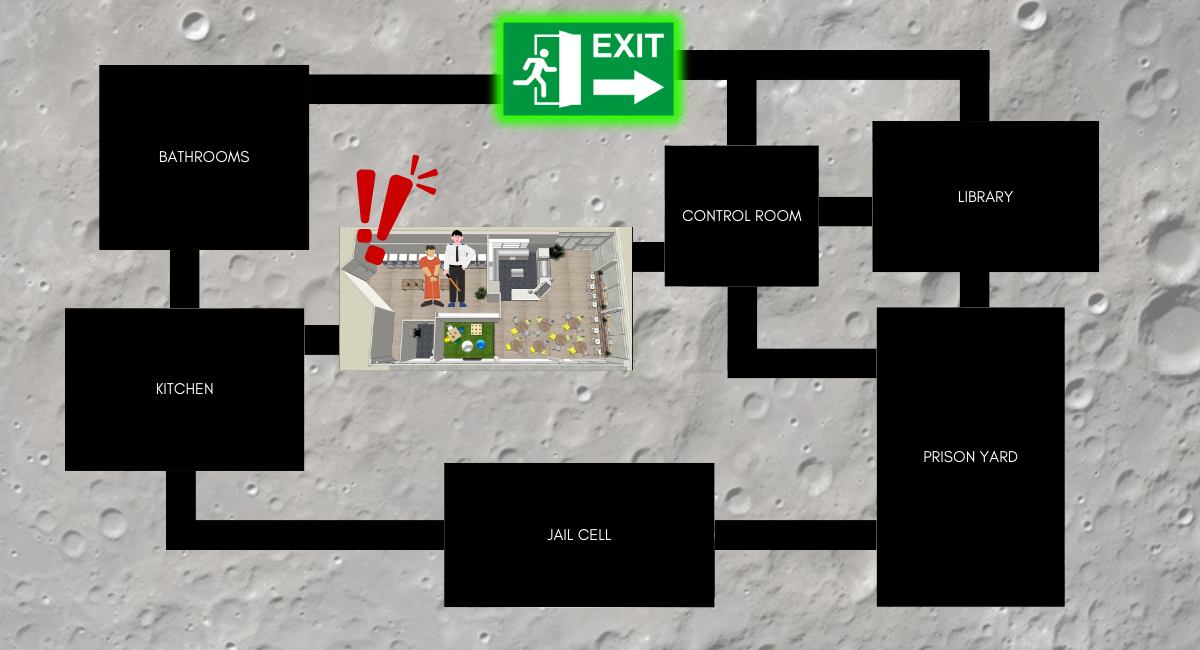 EXIT
BATHROOMS
CONTROL ROOM
LIBRARY
KITCHEN
PRISON YARD
JAIL CELL